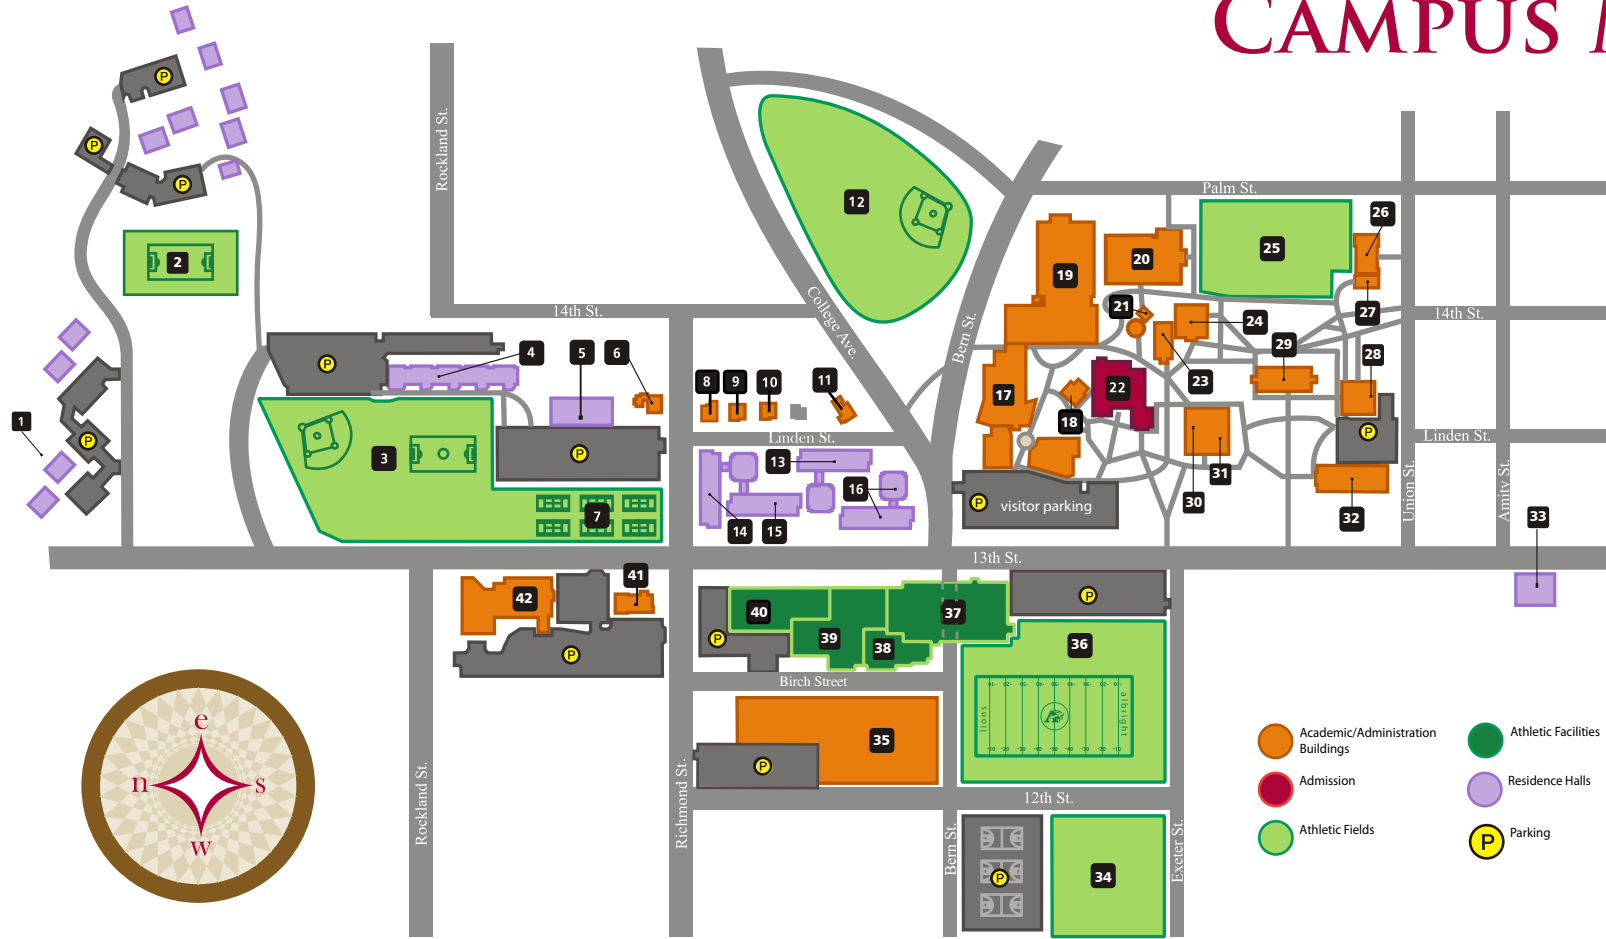 CAMPUS M
P
P
P
Rockland St.
Palm St.
26
12
2
19
20
25
21
24
27
14th St.
14th St.
College Ave.
Bern St.
29
28
4
5
6
P
8
9
10
11
17
22
23
18
1
P
3
P
Linden St.
13
16
14
15
7
P
visitor parking
30
31
32
P
Linden St.
Union St.
Amity St.
33
13th St.
42
41
P
40
39
38
37
P
P
36
Birch Street
lions
albright
35
P
12th St.
Rockland St.
Richmond St.
Bern St.
Exeter St.
P
34
e
n
s
w
Academic/Administration
Buildings
Admission
Athletic Fields
Athletic Facilities
Residence Halls
P
Parking